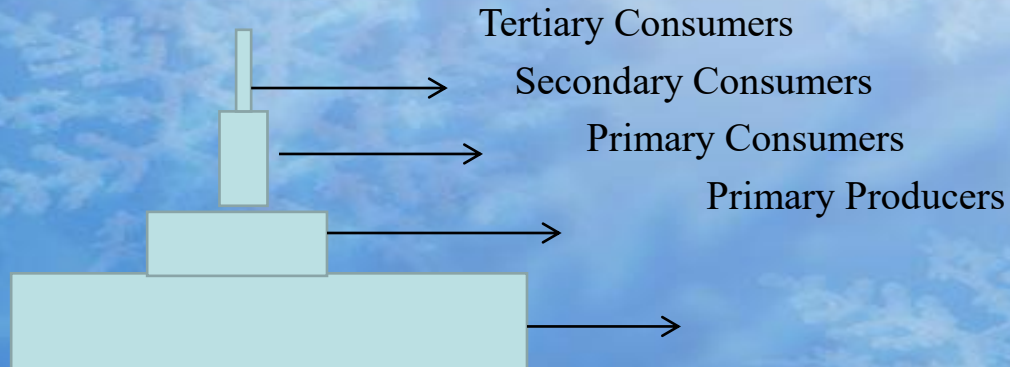 Tertiary Consumers
Secondary Consumers
Primary Consumers
Primary Producers